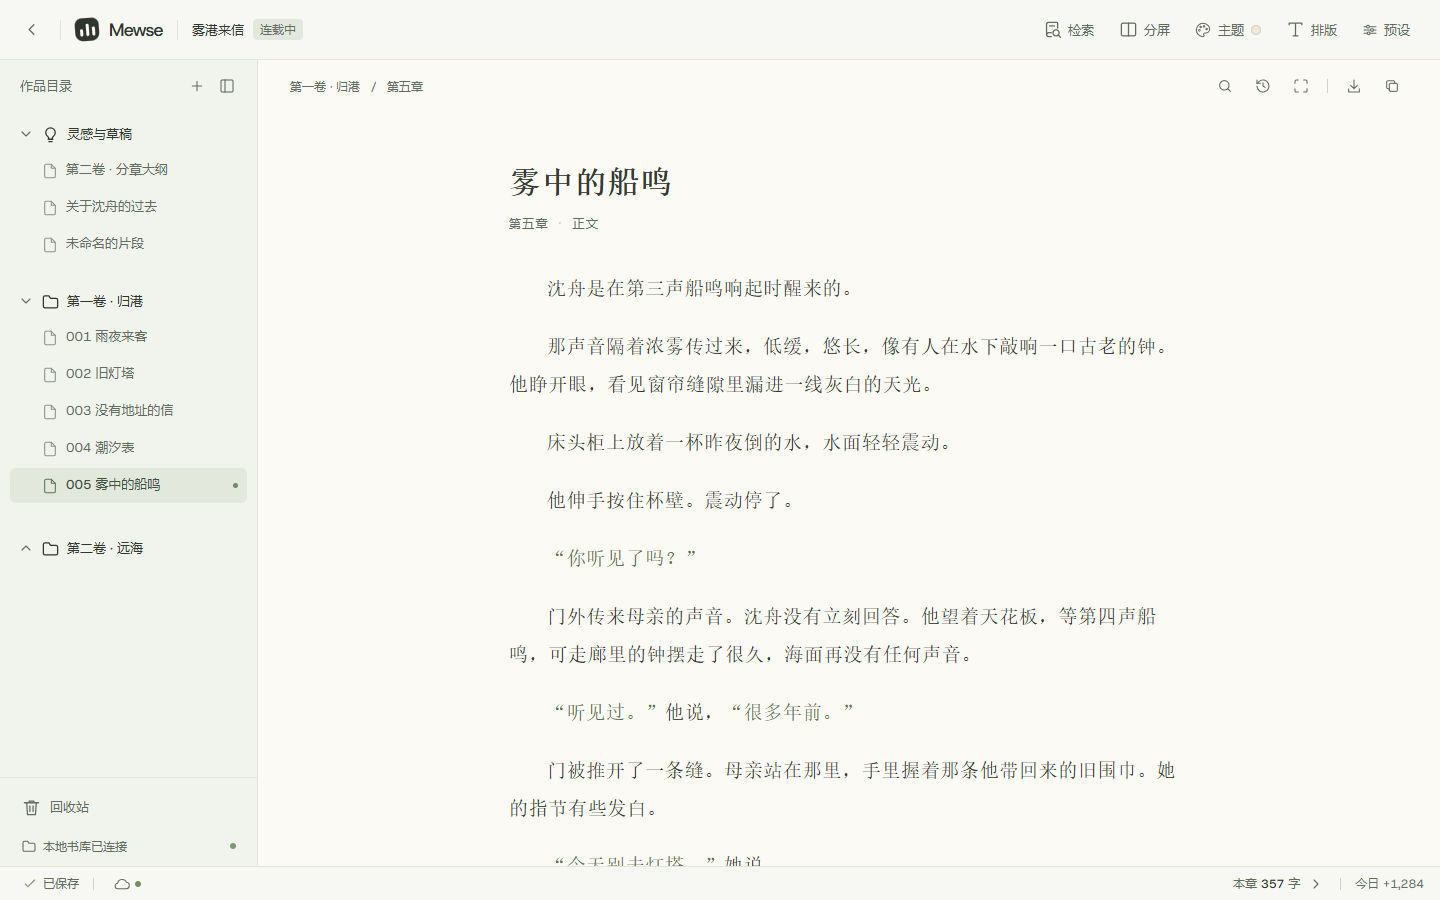 Mewse
雾港来信 连载中
检索 分屏 主题 排版 预设
作品目录
灵感与草稿
第二卷 · 分章大纲
关于沈舟的过去
未命名的片段
第一卷 · 归港
001 雨夜来客
002 旧灯塔
003 没有地址的信
004 潮汐表
005 雾中的船鸣
第二卷 · 远海
回收站
本地书库已连接
第一卷 · 归港 / 第五章
雾中的船鸣
第五章 · 正文
沈舟是在第三声船鸣响起时醒来的。
那声音隔着浓雾传过来，低缓，悠长，像有人在水下敲响一口古老的钟。
他睁开眼，看见窗帘缝隙里漏进一线灰白的天光。
床头柜上放着一杯昨夜倒的水，水面轻轻震动。
他伸手按住杯壁。震动停了。
“你听见了吗？”
门外传来母亲的声音。沈舟没有立刻回答。他望着天花板，等第四声船
鸣，可走廊里的钟摆走了很久，海面再没有任何声音。
“听见过。”他说，“很多年前。”
门被推开了一条缝。母亲站在那里，手里握着那条他带回来的旧围巾。她
的指节有些发白。
“今天别去灯塔。”她说
已保存
本章 357 字
今日 +1,284